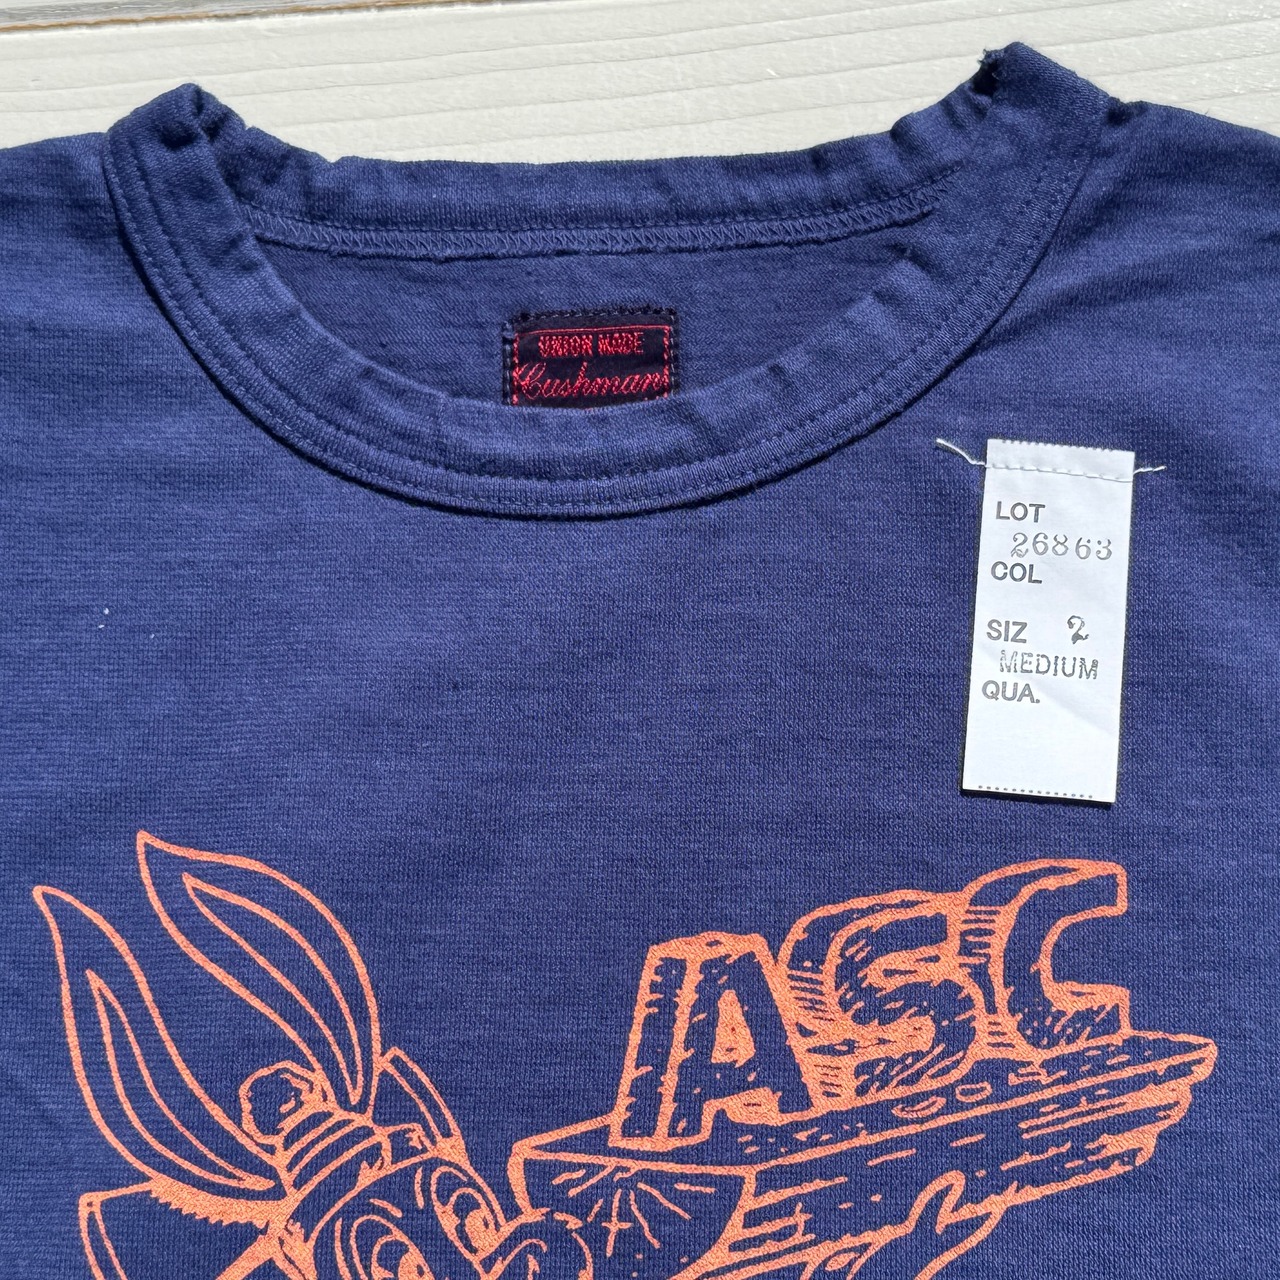 UNION MADE
Cushman
LOT
26863
COL
SIZ 2
MEDIUM
QUA.
ASC